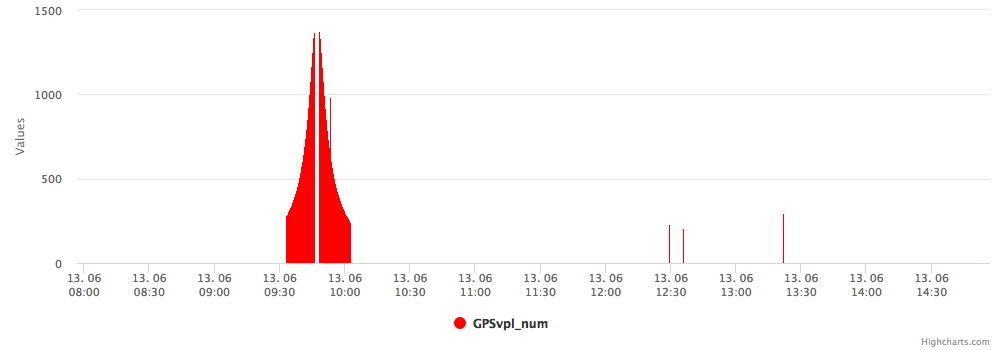 1500
1000
500
0
Values
13. 06 13. 06 13. 06 13. 06 13. 06 13. 06 13. 06 13. 06 13. 06 13. 06 13. 06 13. 06 13. 06 13. 06
08:00 08:30 09:00 09:30 10:00 10:30 11:00 11:30 12:00 12:30 13:00 13:30 14:00 14:30
GPSvpl_num
Highcharts.com